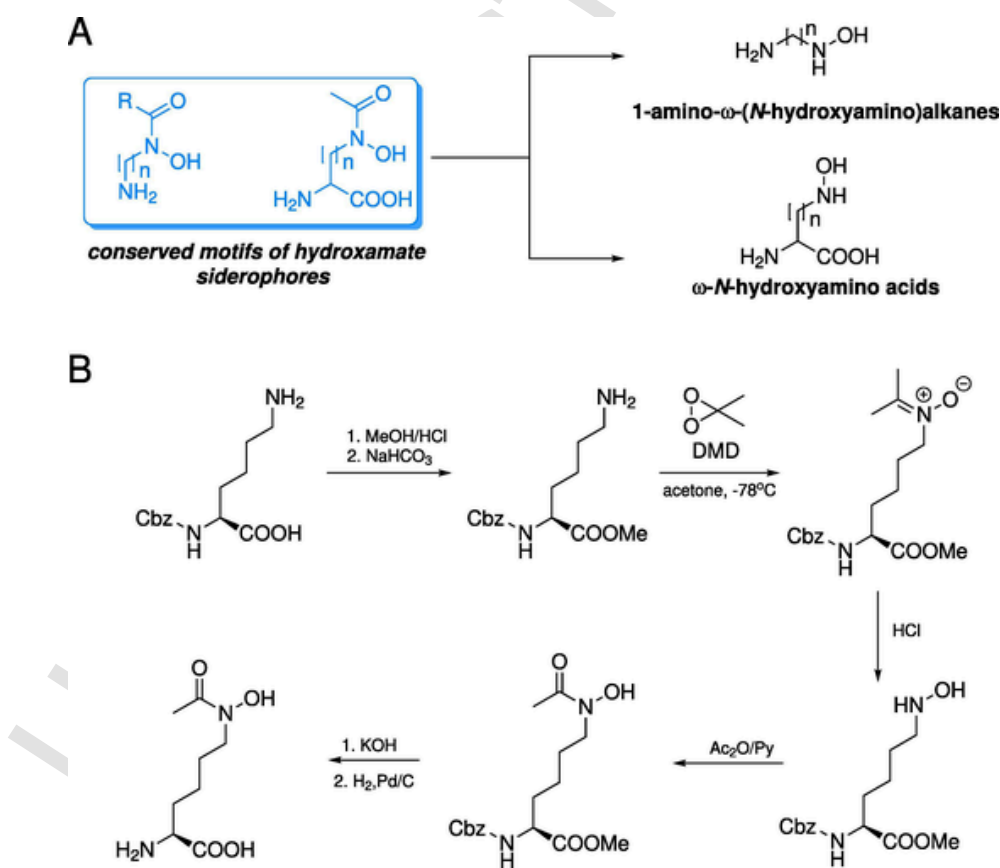 A
R
O
N
OH
n
NH₂
O
N
OH
n
H₂N
COOH
conserved motifs of hydroxamate
siderophores
H₂N
n
N
H
OH
1-amino-ω-(N-hydroxyamino)alkanes
OH
NH
n
H₂N
COOH
ω-N-hydroxyamino acids
B
NH₂
Cbz
N
H
COOH
1. MeOH/HCl
2. NaHCO₃
NH₂
Cbz
N
H
COOMe
O
O
DMD
acetone, -78°C
N⁺
O⁻
Cbz
N
H
COOMe
HCl
HN
OH
Cbz
N
H
COOMe
Ac₂O/Py
O
N
OH
Cbz
N
H
COOMe
1. KOH
2. H₂,Pd/C
O
N
OH
H₂N
COOH